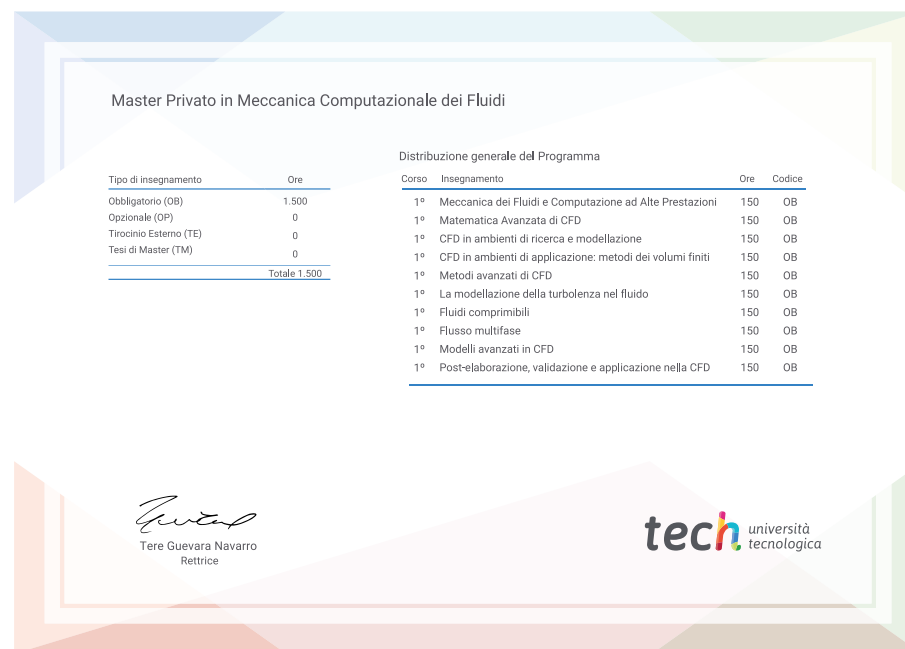 Master Privato in Meccanica Computazionale dei Fluidi
Tipo di insegnamento Ore
Obbligatorio (OB) 1.500
Opzionale (OP) 0
Tirocinio Esterno (TE) 0
Tesi di Master (TM) 0
Totale 1.500
Distribuzione generale del Programma
Corso Insegnamento Ore Codice
1º Meccanica dei Fluidi e Computazione ad Alte Prestazioni 150 OB
1º Matematica Avanzata di CFD 150 OB
1º CFD in ambienti di ricerca e modellazione 150 OB
1º CFD in ambienti di applicazione: metodi dei volumi finiti 150 OB
1º Metodi avanzati di CFD 150 OB
1º La modellazione della turbolenza nel fluido 150 OB
1º Fluidi comprimibili 150 OB
1º Flusso multifase 150 OB
1º Modelli avanzati in CFD 150 OB
1º Post-elaborazione, validazione e applicazione nella CFD 150 OB
Tere Guevara Navarro
Rettrice
tech università
tecnologica